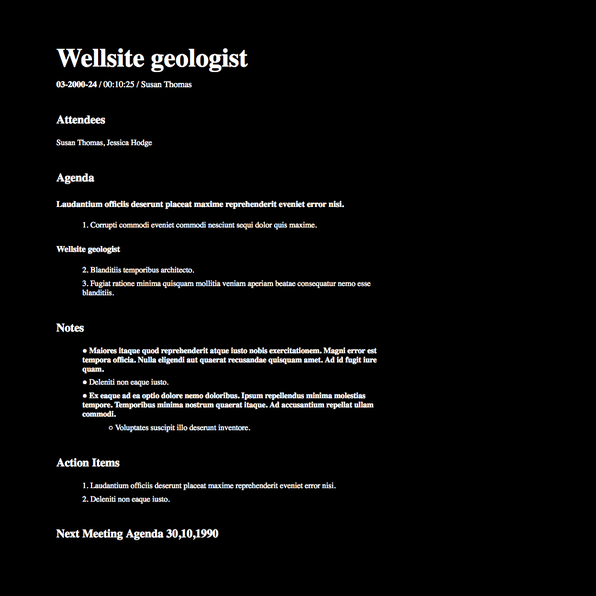 Wellsite geologist
03-2000-24 / 00:10:25 / Susan Thomas
Attendees
Susan Thomas, Jessica Hodge
Agenda
Laudantium officiis deserunt placeat maxime reprehenderit eveniet error nisi.
1. Corrupti commodi eveniet commodi nesciunt sequi dolor quis maxime.
Wellsite geologist
2. Blanditiis temporibus architecto.
3. Fugiat ratione minima quisquam mollitia veniam aperiam beatae consequatur nemo esse
blanditiis.
Notes
● Maiores itaque quod reprehenderit atque iusto nobis exercitationem. Magni error est
tempora officia. Nulla eligendi aut quaerat recusandae quisquam amet. Ad id fugit iure
quam.
● Deleniti non eaque iusto.
● Ex eaque ad ea optio dolore nemo doloribus. Ipsum repellendus minima molestias
tempore. Temporibus minima nostrum quaerat itaque. Ad accusantium repellat ullam
commodi.
○ Voluptates suscipit illo deserunt inventore.
Action Items
1. Laudantium officiis deserunt placeat maxime reprehenderit eveniet error nisi.
2. Deleniti non eaque iusto.
Next Meeting Agenda 30,10,1990